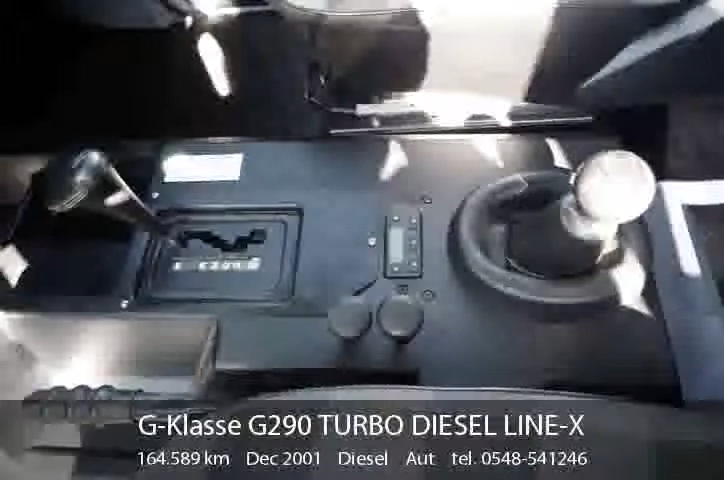 G-Klasse G290 TURBO DIESEL LINE-X
164.589 km Dec 2001 Diesel Aut tel. 0548-541246